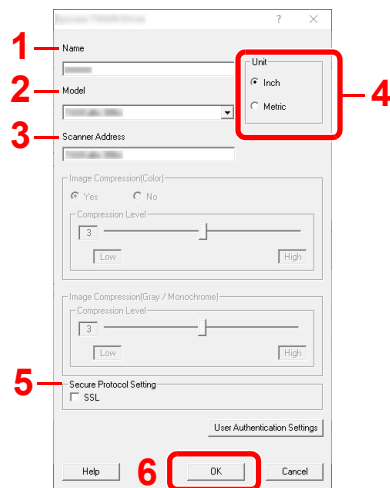 ? ×
1 Name
2 Model
3 Scanner Address
Unit
Inch
Metric
4
Image Compression(Color)
Yes No
Compression Level
3
Low High
Image Compression(Gray / Monochrome)
Compression Level
3
Low High
5 Secure Protocol Setting
SSL
User Authentication Settings
Help 6 OK Cancel